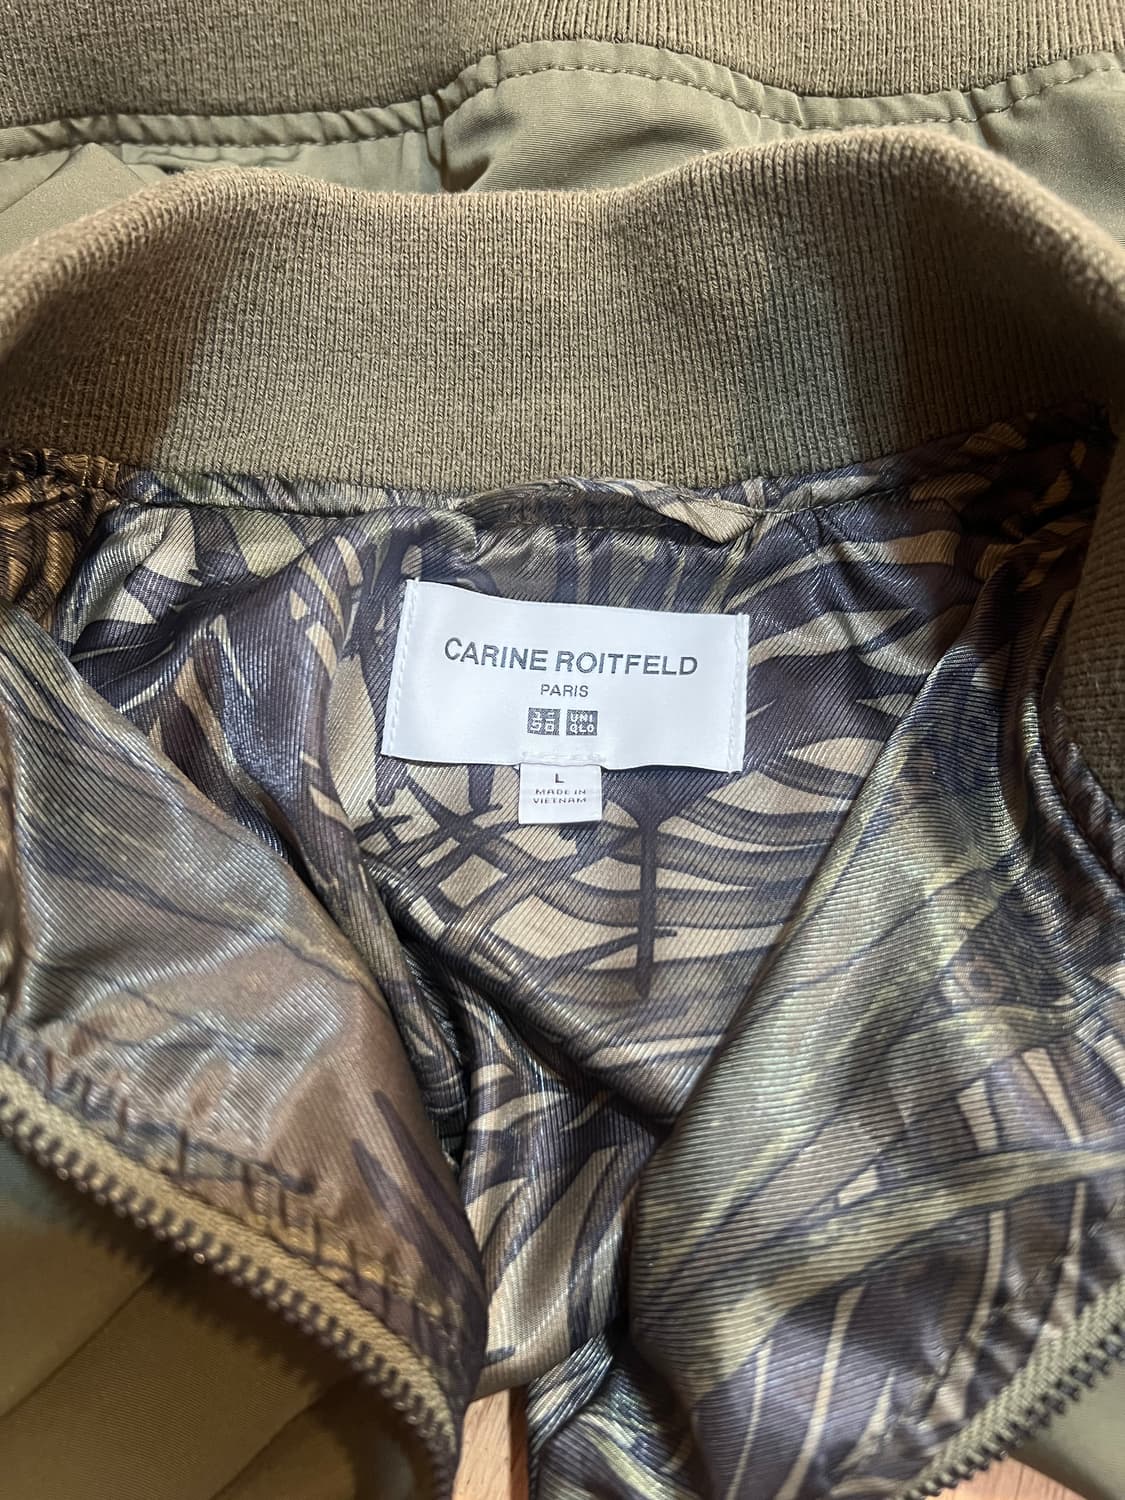 CARINE ROITFELD
PARIS
ユニ UNI
クロ QLO
L
MADE IN
VIETNAM